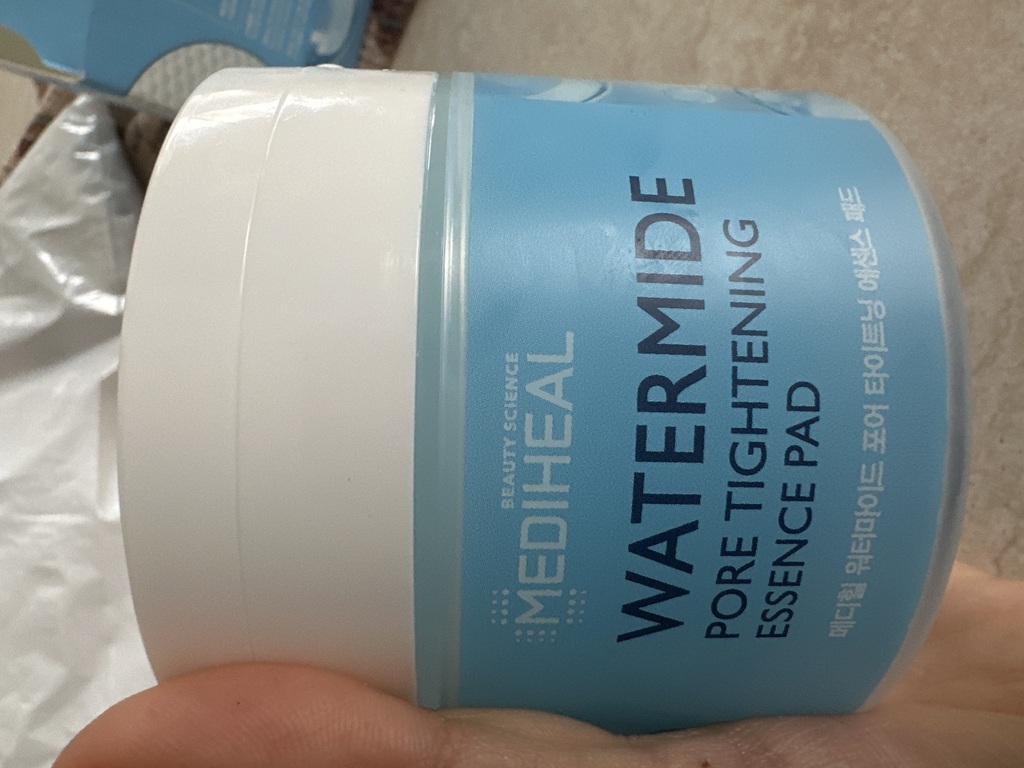 BEAUTY SCIENCE
MEDIHEAL
WATERMIDE
PORE TIGHTENING
ESSENCE PAD
메디힐 워터마이드 포어 타이트닝 에센스 패드